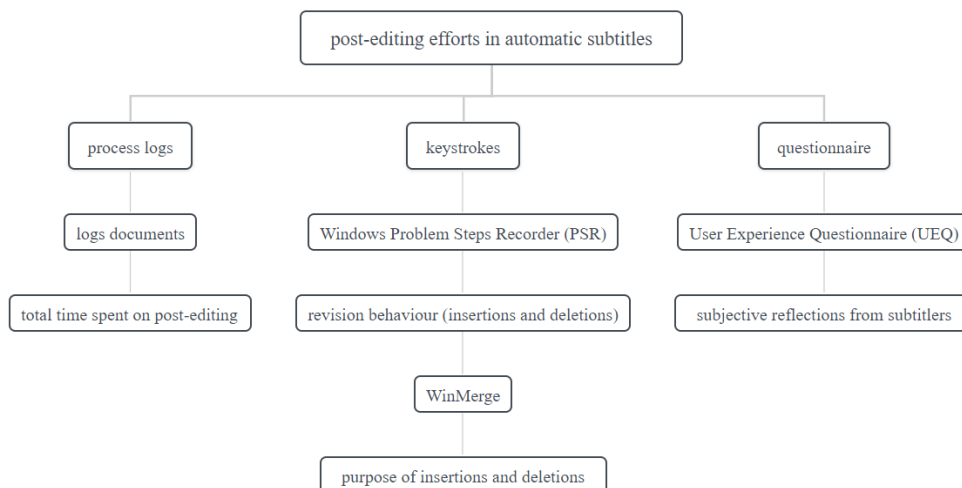 post-editing efforts in automatic subtitles
process logs
keystrokes
questionnaire
logs documents
Windows Problem Steps Recorder (PSR)
User Experience Questionnaire (UEQ)
total time spent on post-editing
revision behaviour (insertions and deletions)
subjective reflections from subtitlers
WinMerge
purpose of insertions and deletions